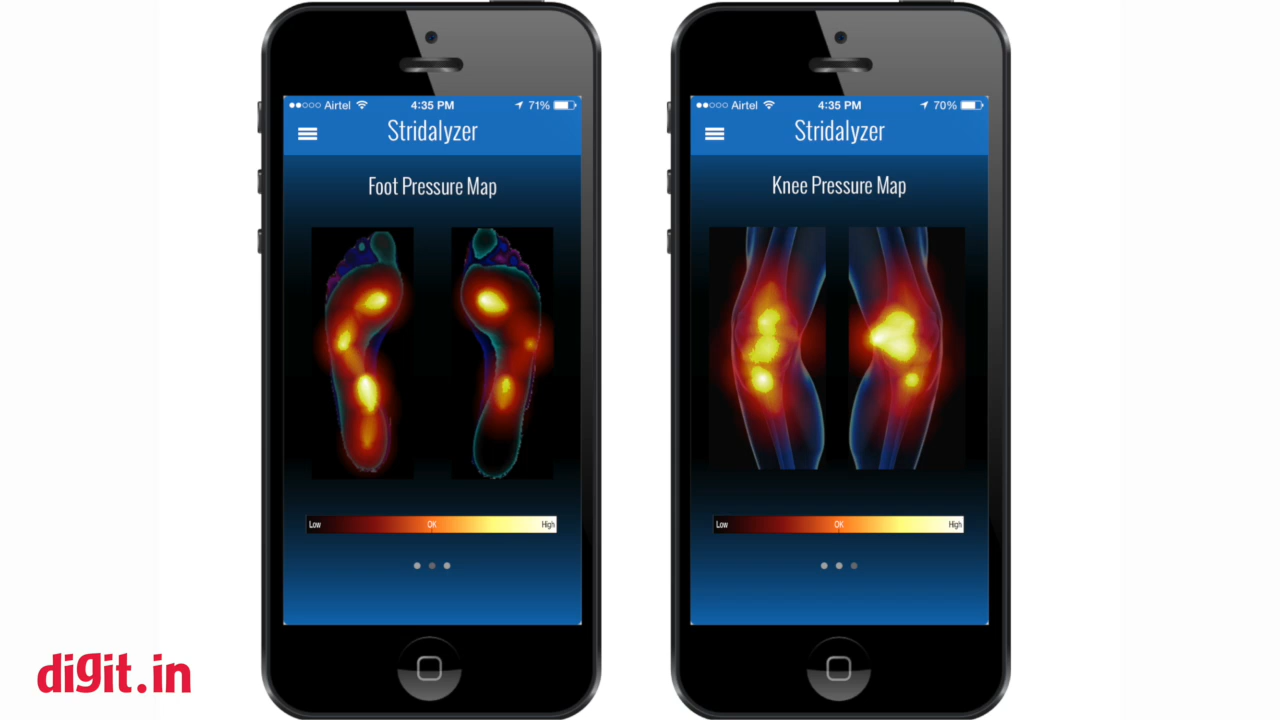 Airtel 4:35 PM 71%
Stridalyzer
Foot Pressure Map
Low OK High
Airtel 4:35 PM 70%
Stridalyzer
Knee Pressure Map
Low OK High
digit.in